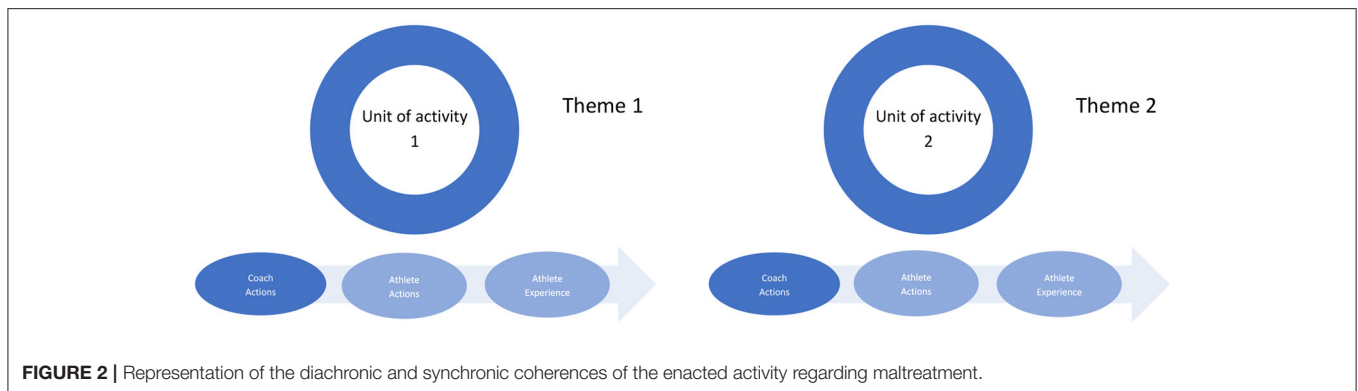 Unit of activity
1
Theme 1
Unit of activity
2
Theme 2
Coach
Actions
Athlete
Actions
Athlete
Experience
Coach
Actions
Athlete
Actions
Athlete
Experience
FIGURE 2 | Representation of the diachronic and synchronic coherences of the enacted activity regarding maltreatment.